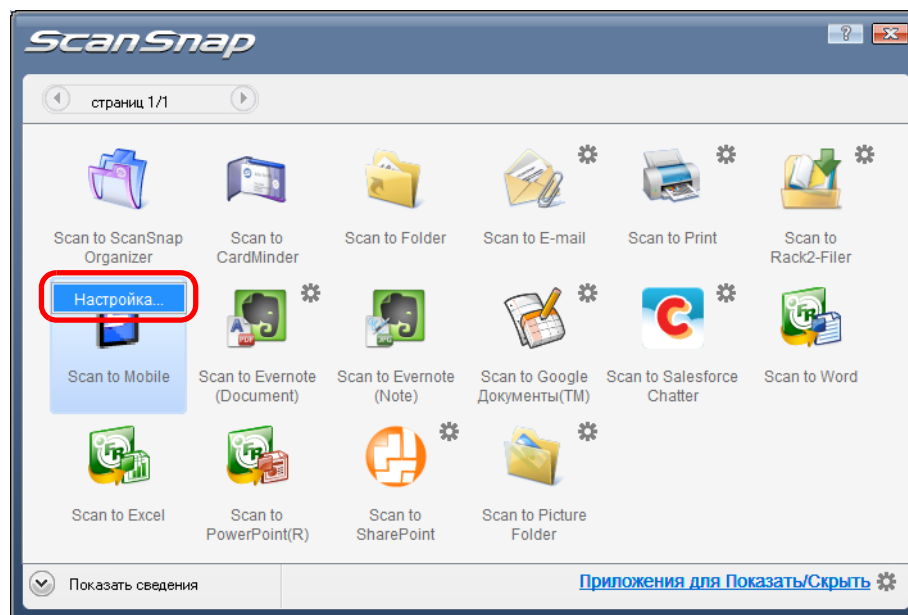 ScanSnap
?
страниц 1/1
Scan to ScanSnap
Organizer
Scan to
CardMinder
Scan to Folder
Scan to E-mail
Scan to Print
Scan to
Rack2-Filer
Настройка...
Scan to Mobile
Scan to Evernote
(Document)
Scan to Evernote
(Note)
Scan to Google
Документы(TM)
Scan to Salesforce
Chatter
Scan to Word
Scan to Excel
Scan to
PowerPoint(R)
Scan to
SharePoint
Scan to Picture
Folder
Показать сведения
Приложения для Показать/Скрыть